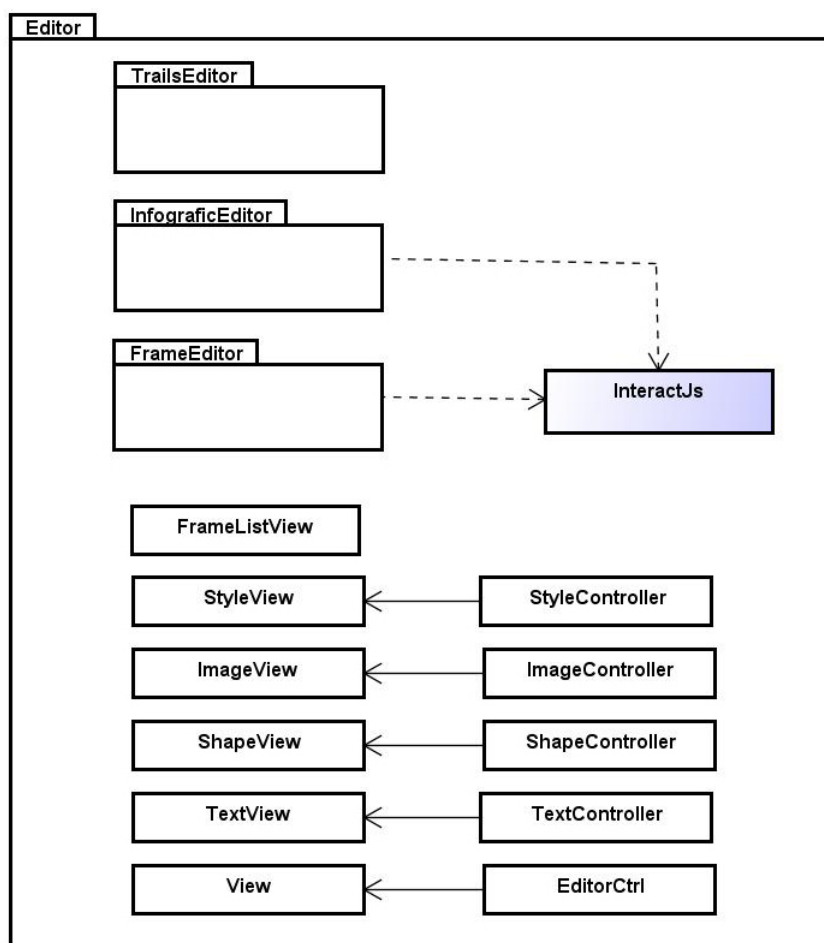 Editor
TrailsEditor
InfograficEditor
FrameEditor
InteractJs
FrameListView
StyleView
StyleController
ImageView
ImageController
ShapeView
ShapeController
TextView
TextController
View
EditorCtrl